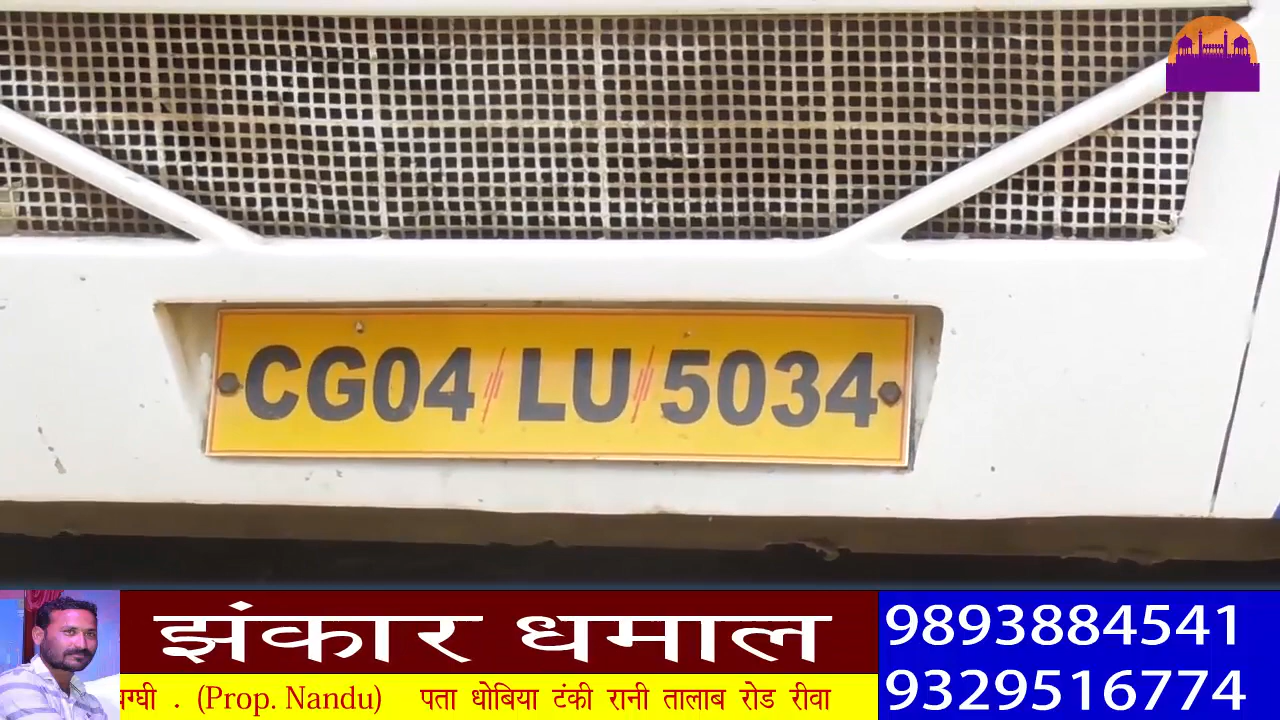 CG04 LU 5034
झंकार धमाल
9893884541
(Prop. Nandu) पता धोबिया टंकी रानी तालाब रोड रीवा
9329516774